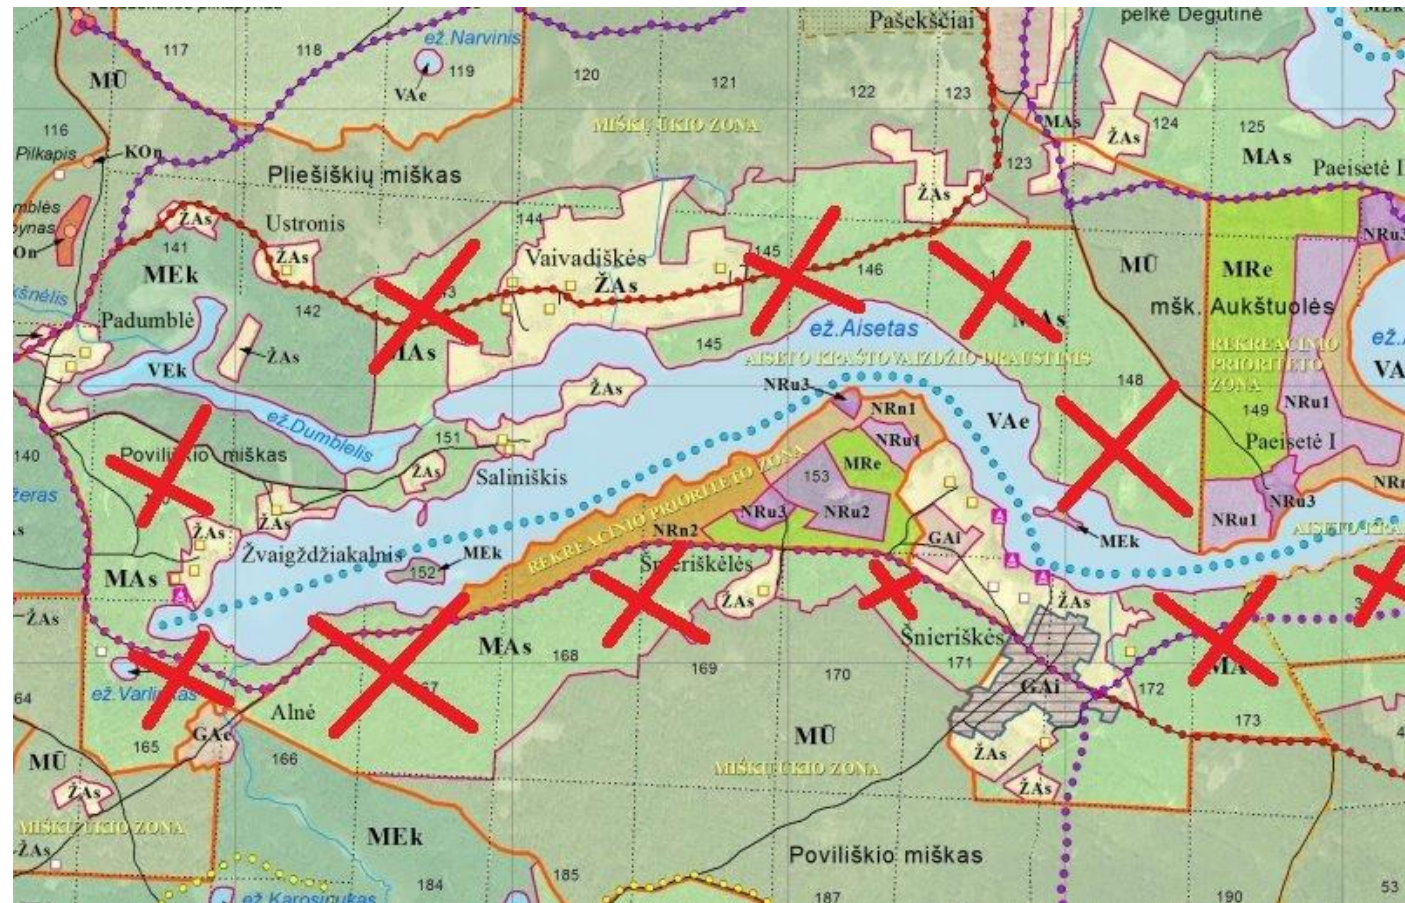 117
118
ež.Narvinis
119
VAe
MŪ
120
121
122
123
Pašekščiai
pelkė Degutinė
MIŠKŲ ŪKIO ZONA
116
Pilkapis
KOn
Pliešiškių miškas
MAs
124
125
ŽAs
MAs
Paeisetė I
123
ŽAs
NRu3
ŽAs
141
Ustronis
ŽAs
144
145
146
MEk
142
Vaivadiškės
ŽAs
MŪ
MRe
mšk. Aukštuolės
Padumblė
VEk
ŽAs
145
ež.Aisetas
AISETO KRAŠTOVAIZDŽIO DRAUSTINIS
REKREACINIO
PRIORITETO
ZONA
148
149
NRu1
Paeisetė I
ŽAs
NRu3
NRn1
VAe
NRu1
ež.Dumblelis
151
140
Poviliškio miškas
ŽAs
Saliniškis
MRe
153
NRu3
NRu2
NRn2
REKREACINIO PRIORITETO ZONA
ŽAs
ŽAs
Žvaigždžiakalnis
MEk
152
GAi
MEk
NRu1
NRu3
MAs
ŽAs
Šnieriškėlės
ŽAs
ŽAs
Šnieriškės
MAs
168
169
170
171
GAi
172
173
Alnė
GAe
165
166
MŪ
ŽAs
MIŠKŲ ŪKIO ZONA
ŽAs
MŪ
MIŠKŲ ŪKIO ZONA
ŽAs
ŽAs
MEk
Poviliškio miškas
184
185
187
190
53
ež.Karosinukas